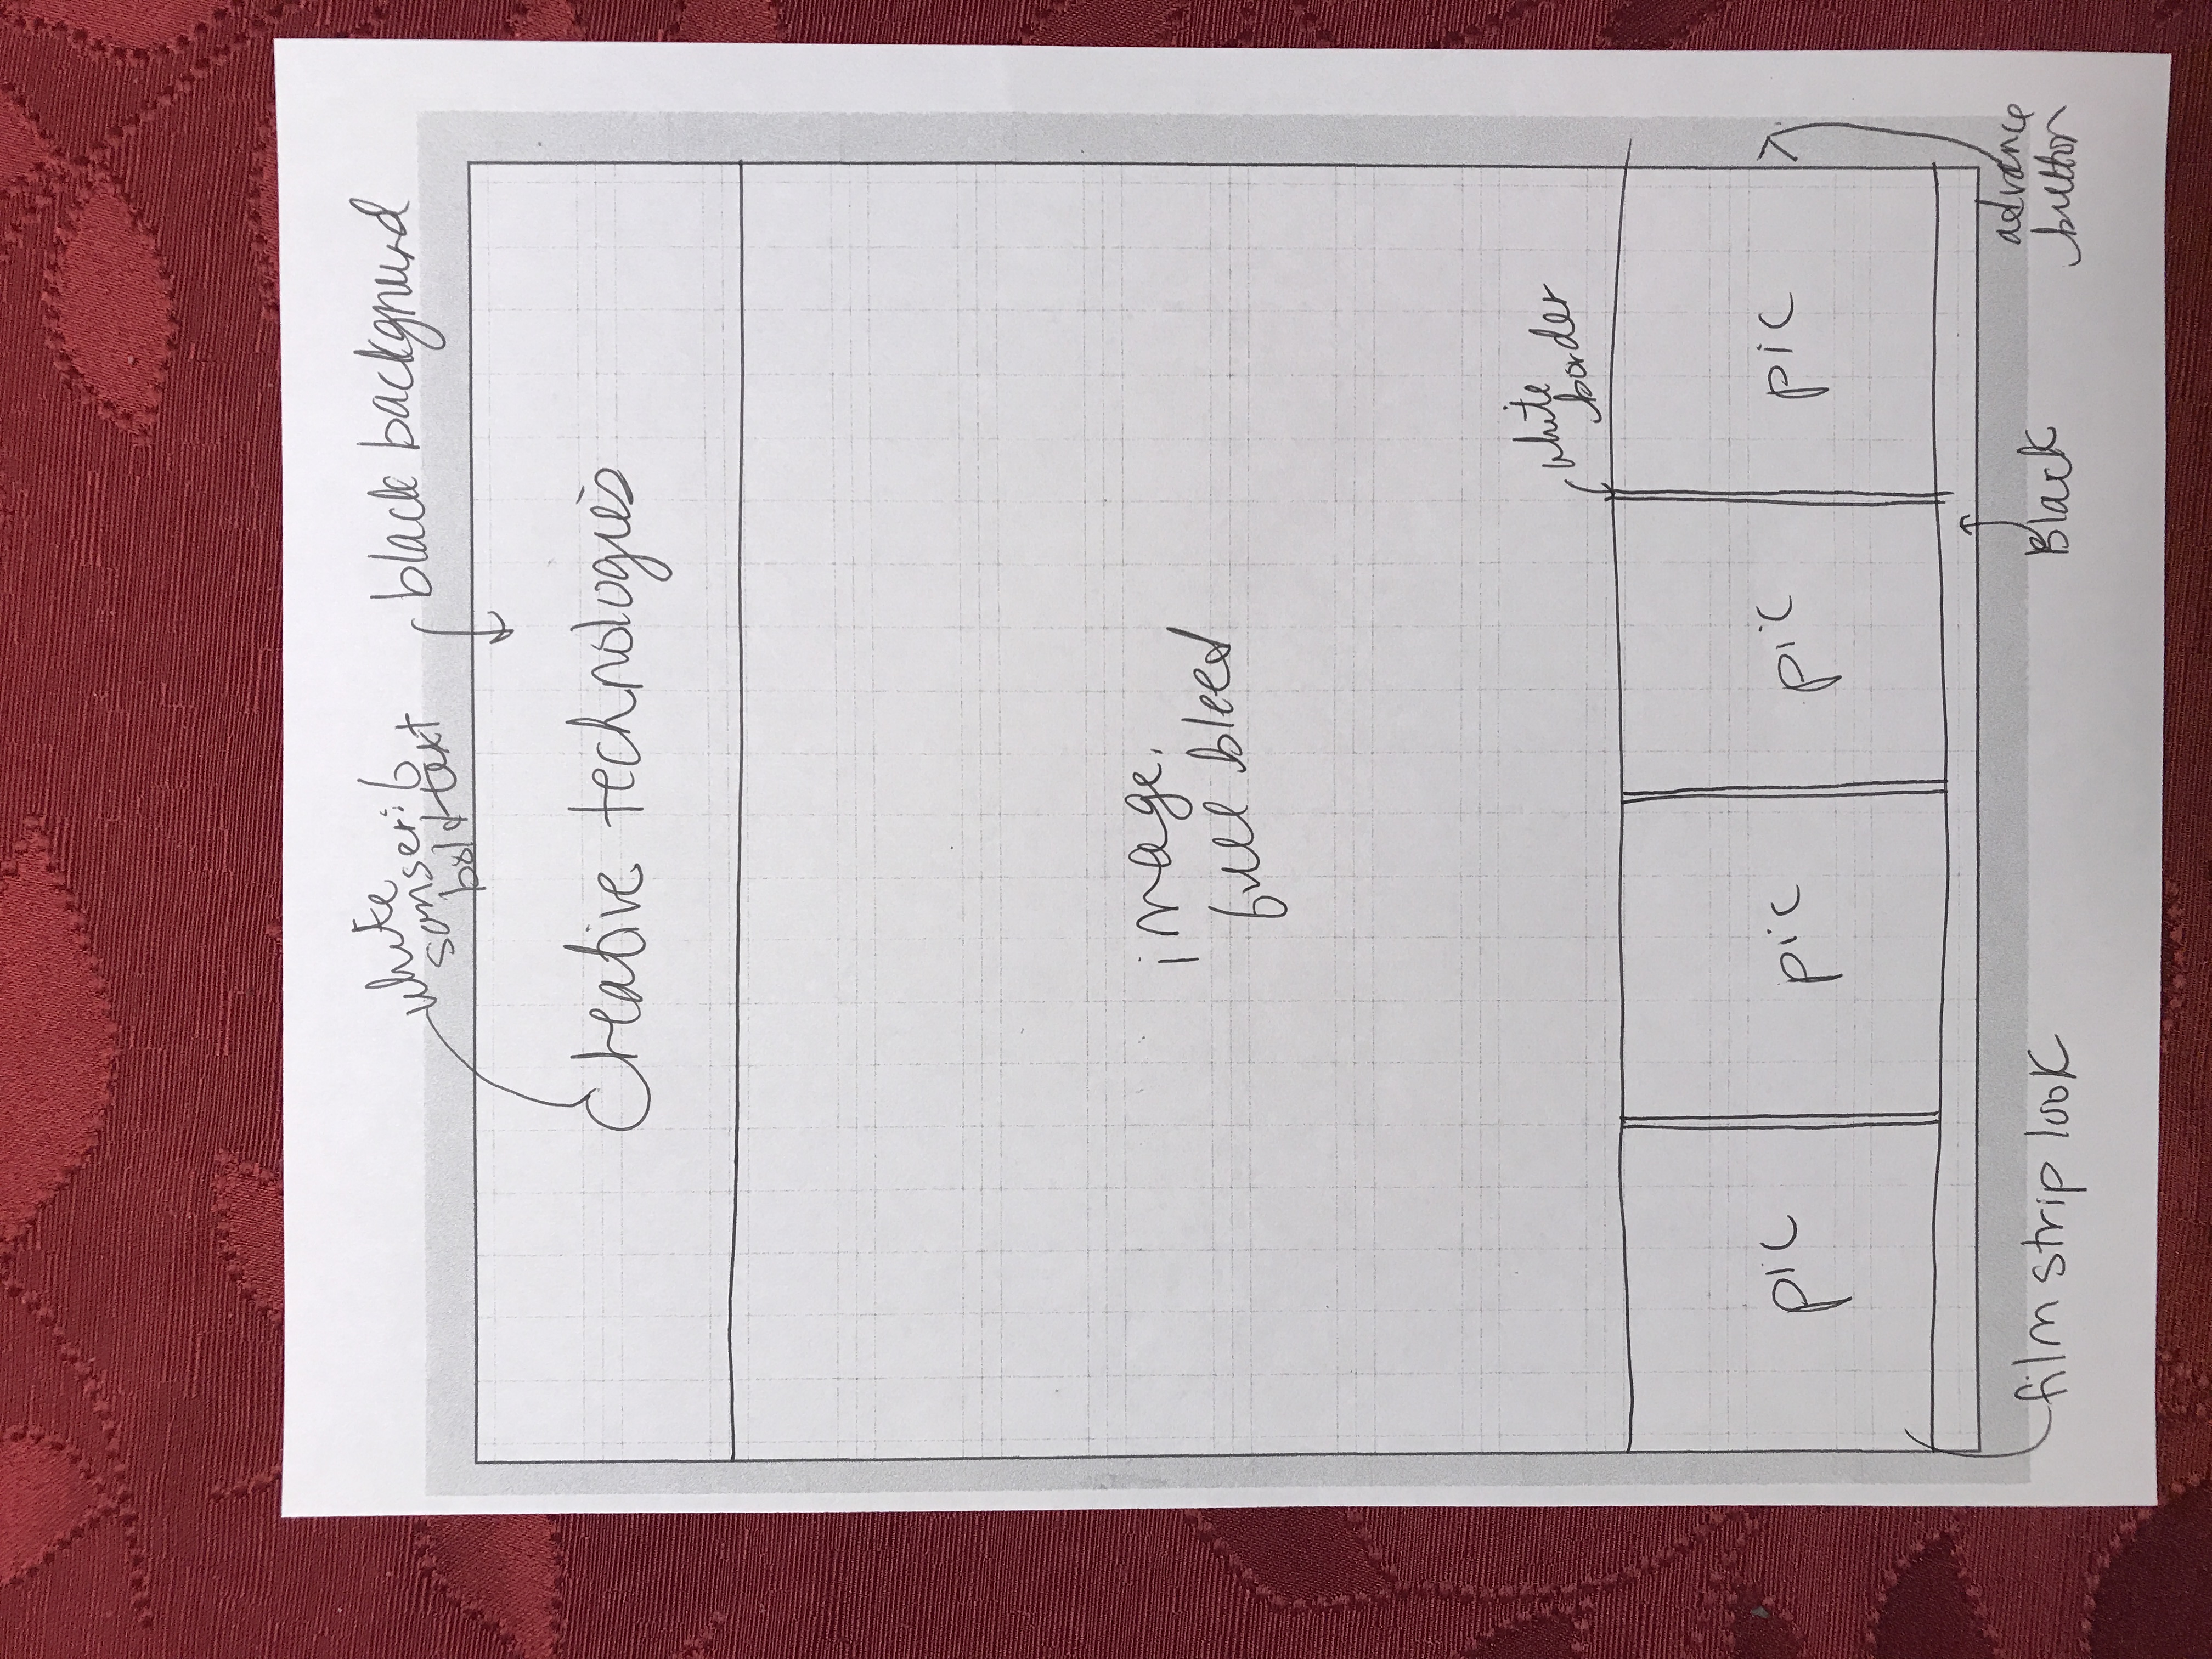 white
sanserif
bold text
black background
Creative technologies
image.
full bleed
white
border
pic pic pic pic
film strip look
Black
advance
button